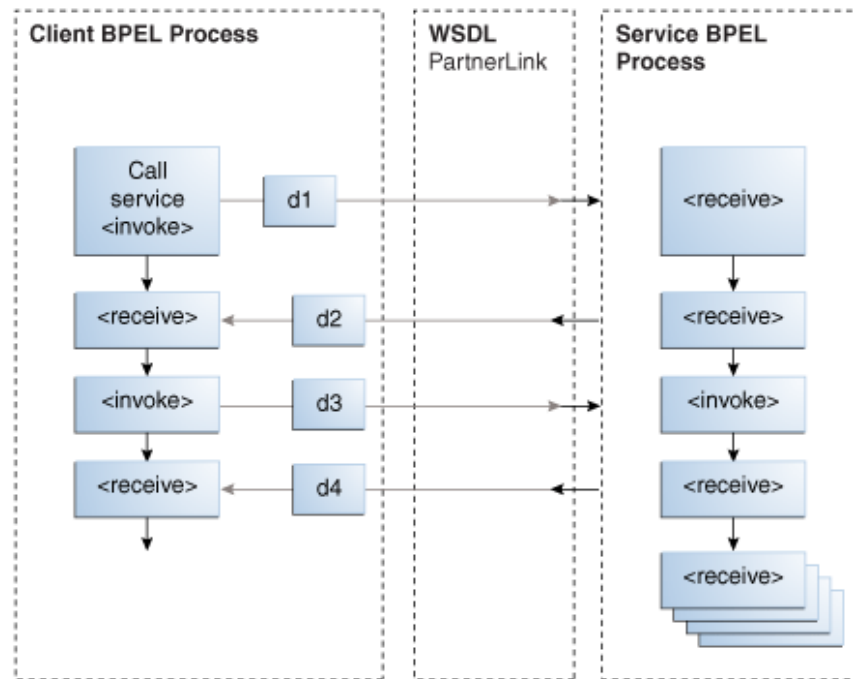 Client BPEL Process
WSDL
PartnerLink
Service BPEL
Process
Call
service
<invoke>
d1
<receive>
<receive>
d2
<receive>
<invoke>
d3
<invoke>
<receive>
d4
<receive>
<receive>